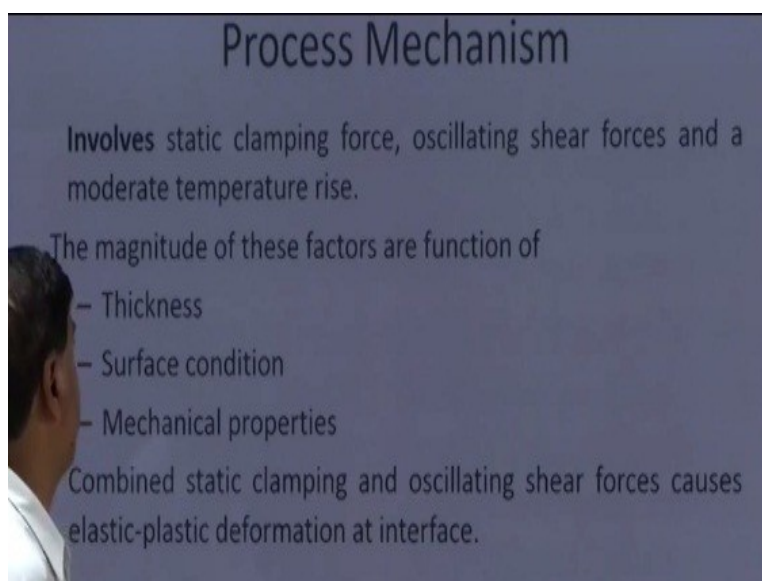 Process Mechanism
Involves static clamping force, oscillating shear forces and a
moderate temperature rise.
The magnitude of these factors are function of
– Thickness
– Surface condition
– Mechanical properties
Combined static clamping and oscillating shear forces causes
elastic-plastic deformation at interface.